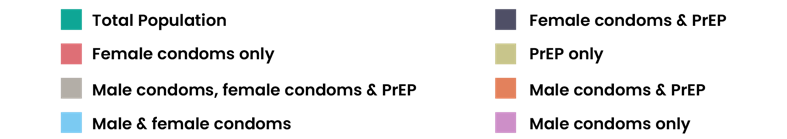 Total Population
Female condoms only
Male condoms, female condoms & PrEP
Male & female condoms
Female condoms & PrEP
PrEP only
Male condoms & PrEP
Male condoms only